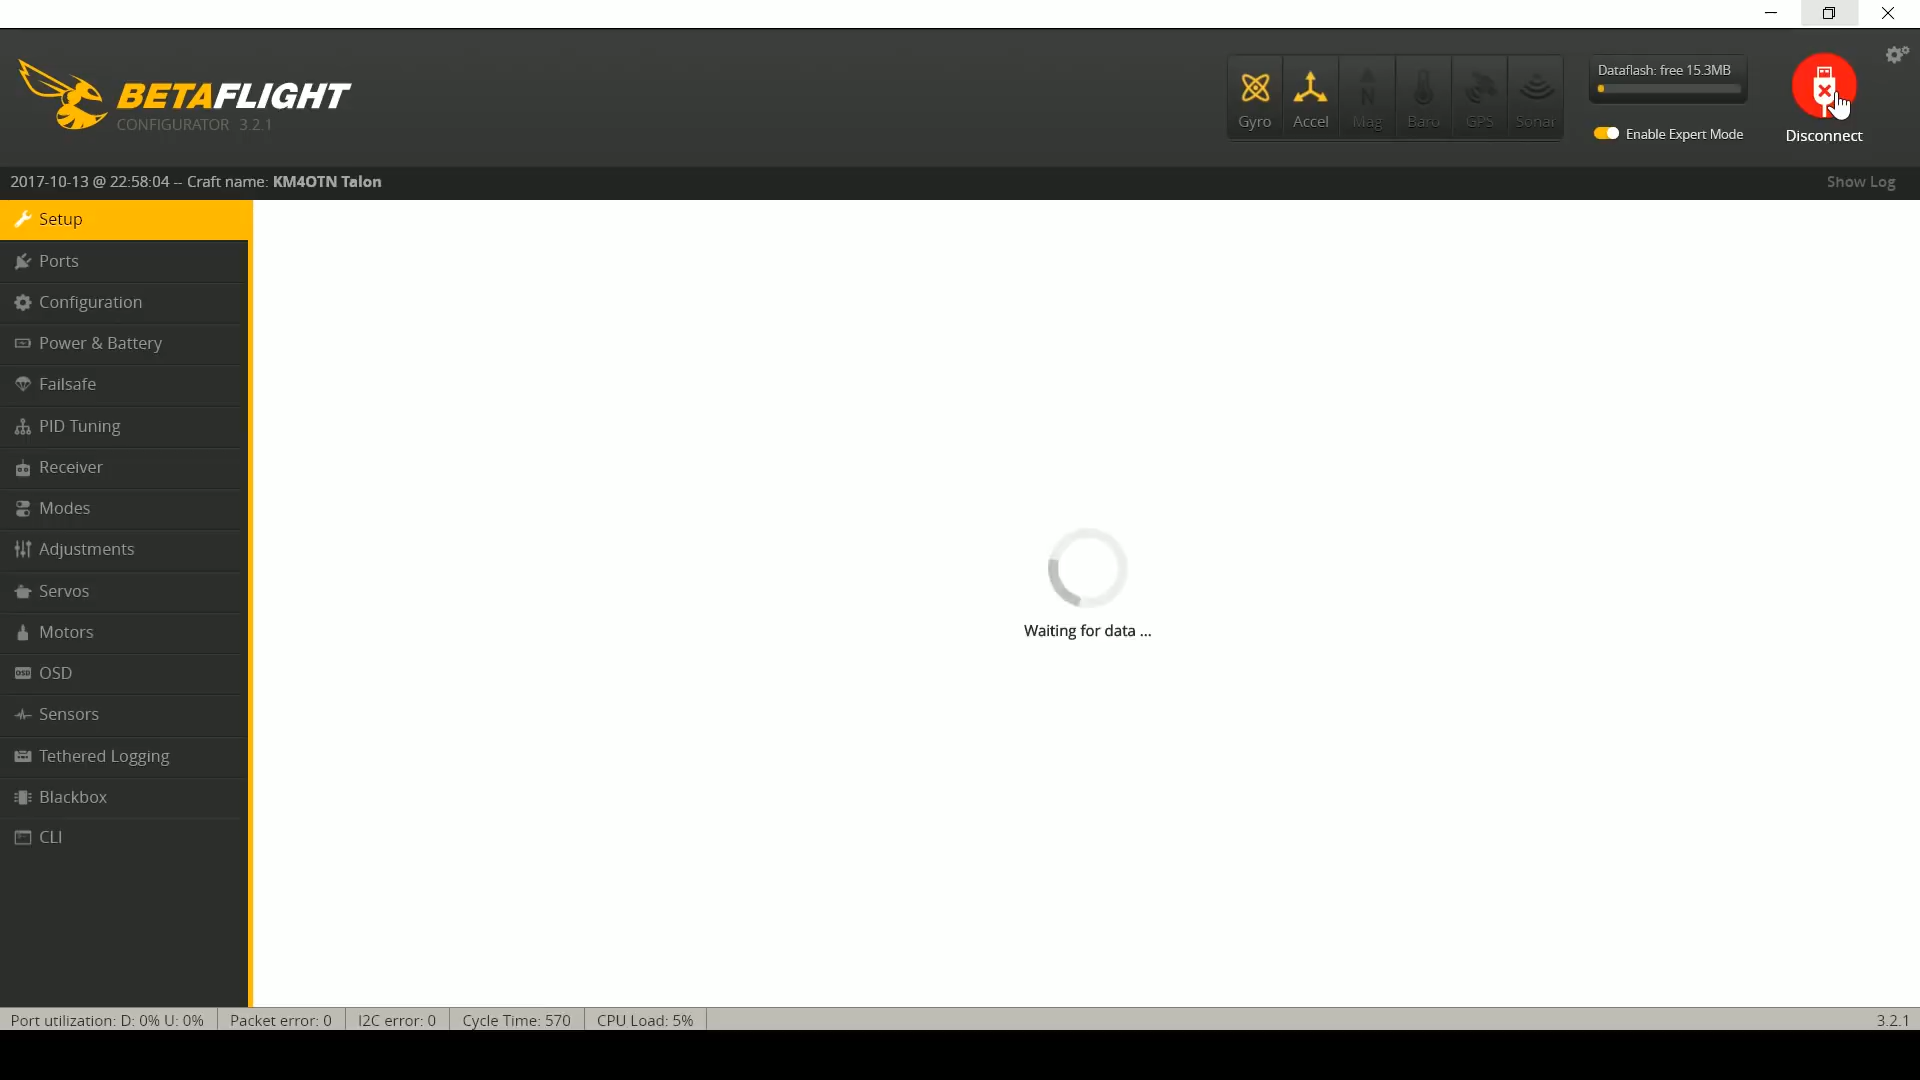 BETAFLIGHT
CONFIGURATOR 3.2.1
Gyro
Accel
Mag
Baro
GPS
Sonar
Dataflash: free 15.3MB
Enable Expert Mode
Disconnect
2017-10-13 @ 22:58:04 -- Craft name: KM4OTN Talon
Show Log
Setup
Ports
Configuration
Power & Battery
Failsafe
PID Tuning
Receiver
Modes
Adjustments
Servos
Motors
OSD
Sensors
Tethered Logging
Blackbox
CLI
Waiting for data ...
Port utilization: D: 0% U: 0%
Packet error: 0
I2C error: 0
Cycle Time: 570
CPU Load: 5%
3.2.1